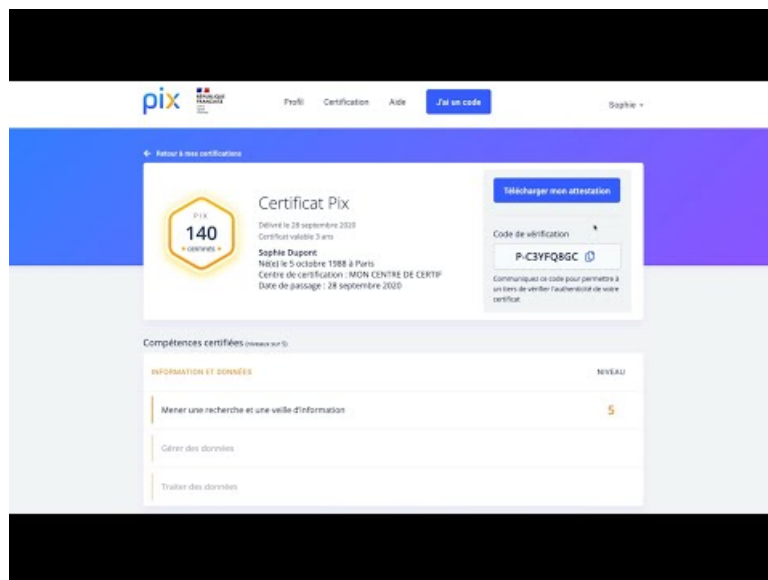 pix RÉPUBLIQUE FRANÇAISE Profil Certification Aide J'ai un code Sophie
Retour à mes certifications
PIX
140
CERTIFIÉS
Certificat Pix
Délivré le 28 septembre 2020
Certificat valable 3 ans
Sophie Dupont
Né(e) le 5 octobre 1988 à Paris
Centre de certification : MON CENTRE DE CERTIF
Date de passage : 28 septembre 2020
Télécharger mon attestation
Code de vérification
P-C3YFQ8GC
Communiquez ce code pour permettre à
un tiers de vérifier l'authenticité de votre
certificat
Compétences certifiées (niveaux sur 5)
INFORMATION ET DONNÉES NIVEAU
Mener une recherche et une veille d'information 5
Gérer des données
Traiter des données